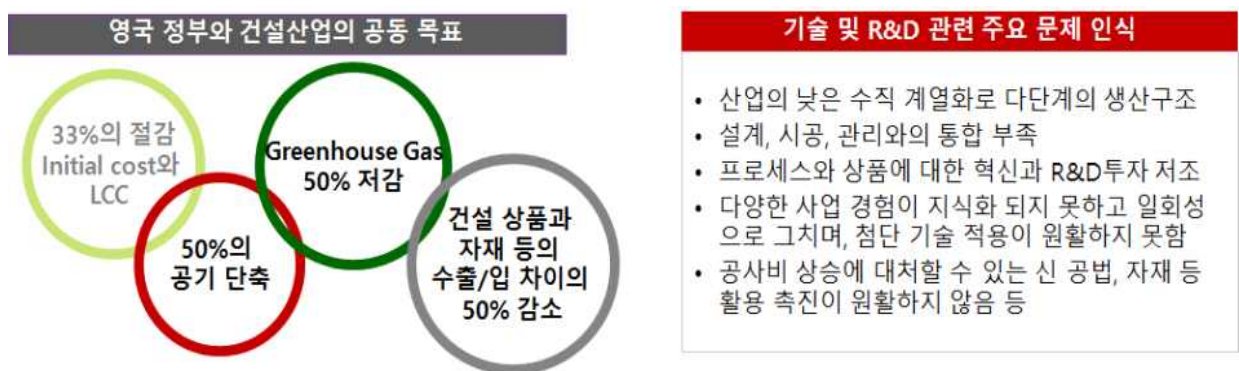 영국 정부와 건설산업의 공동 목표
33%의 절감
Initial cost와
LCC
50%의
공기 단축
Greenhouse Gas
50% 저감
건설 상품과
자재 등의
수출/입 차이의
50% 감소
기술 및 R&D 관련 주요 문제 인식
• 산업의 낮은 수직 계열화로 다단계의 생산구조
• 설계, 시공, 관리와의 통합 부족
• 프로세스와 상품에 대한 혁신과 R&D투자 저조
• 다양한 사업 경험이 지식화 되지 못하고 일회성
으로 그치며, 첨단 기술 적용이 원활하지 못함
• 공사비 상승에 대처할 수 있는 신 공법, 자재 등
활용 촉진이 원활하지 않음 등